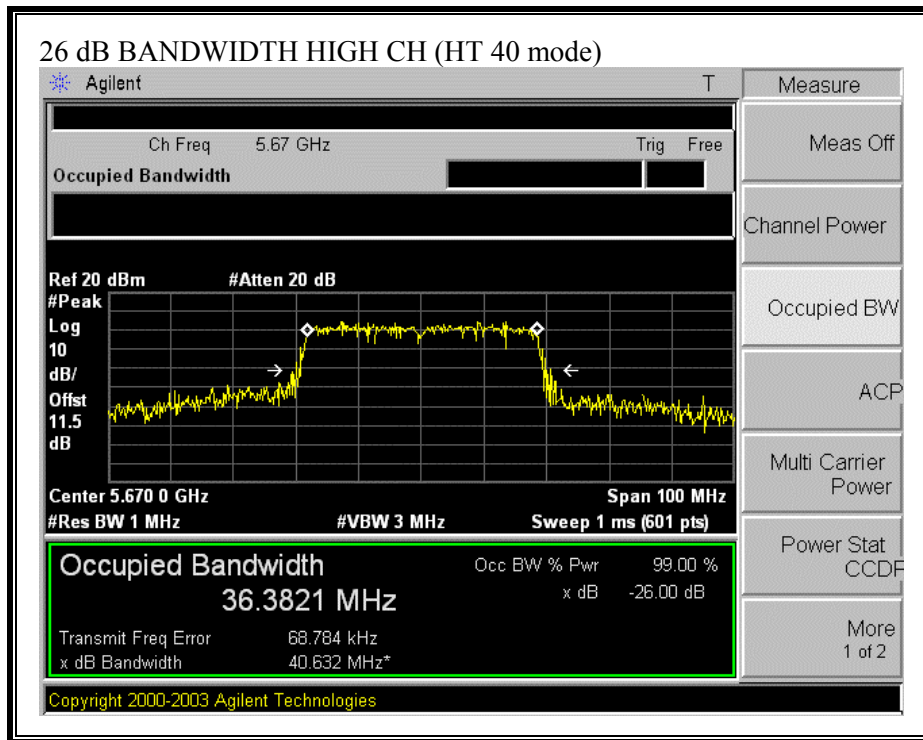 26 dB BANDWIDTH HIGH CH (HT 40 mode)
Agilent T
Measure
Ch Freq 5.67 GHz Trig Free
Occupied Bandwidth
Meas Off
Channel Power
Occupied BW
ACP
Multi Carrier
Power
Power Stat
CCDF
More
1 of 2
Ref 20 dBm #Atten 20 dB
#Peak
Log
10
dB/
Offst
11.5
dB
Center 5.670 0 GHz Span 100 MHz
#Res BW 1 MHz #VBW 3 MHz Sweep 1 ms (601 pts)
Occupied Bandwidth Occ BW % Pwr 99.00 %
36.3821 MHz x dB -26.00 dB
Transmit Freq Error 68.784 kHz
x dB Bandwidth 40.632 MHz*
Copyright 2000-2003 Agilent Technologies